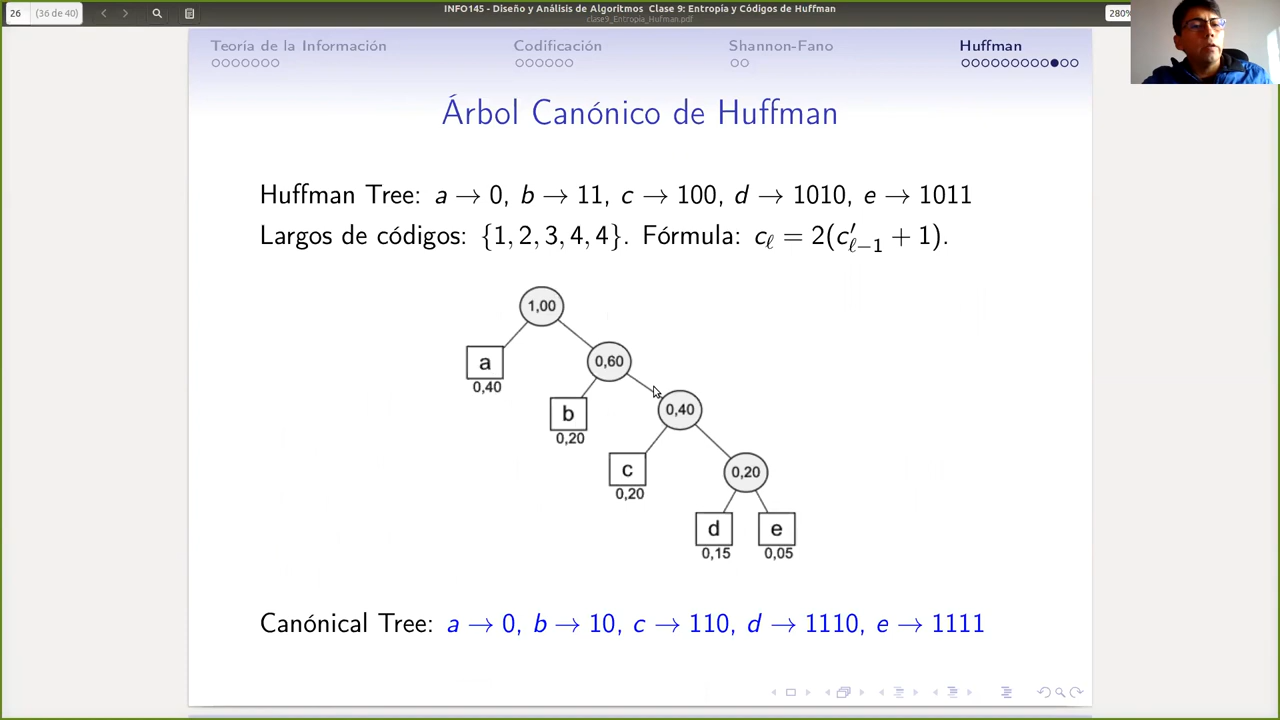 26
(36 de 40)
INFO145 - Diseño y Análisis de Algoritmos Clase 9: Entropía y Códigos de Huffman
clase9_Entropia_Hufman.pdf
280%
Teoría de la Información
Codificación
Shannon-Fano
Huffman
Árbol Canónico de Huffman
Huffman Tree: a → 0, b → 11, c → 100, d → 1010, e → 1011
Largos de códigos: {1, 2, 3, 4, 4}. Fórmula: cℓ = 2(c′ℓ−1 + 1).
1,00
a
0,60
0,40
b
0,40
0,20
c
0,20
0,20
d
e
0,15
0,05
Canónical Tree: a → 0, b → 10, c → 110, d → 1110, e → 1111